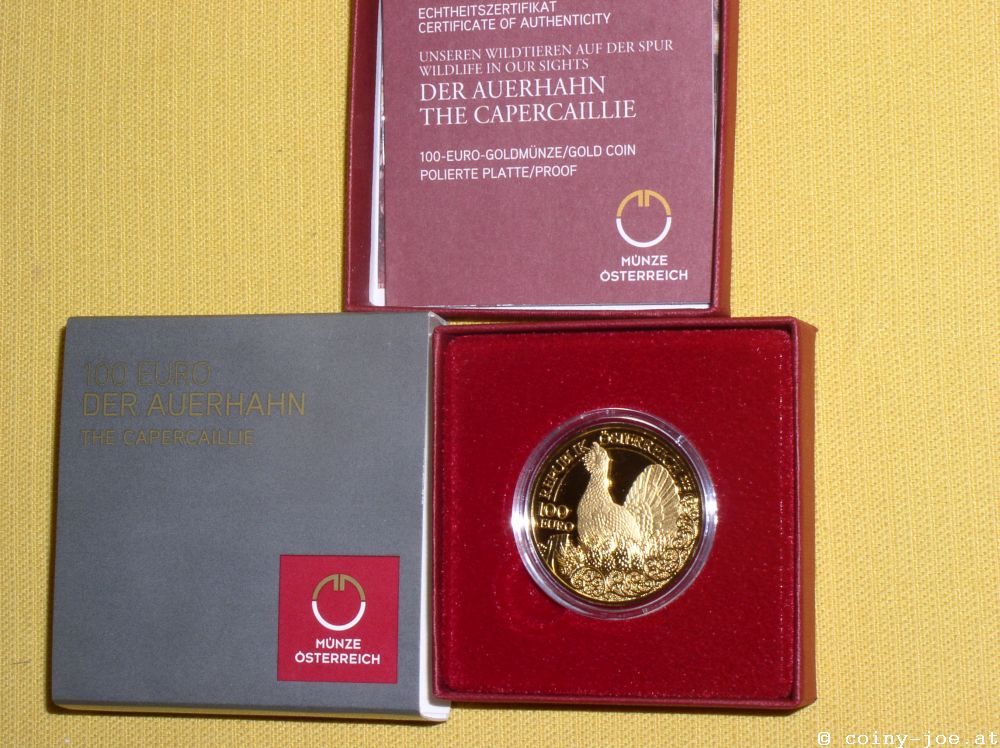 ECHTHEITSZERTIFIKAT
CERTIFICATE OF AUTHENTICITY
UNSEREN WILDTIEREN AUF DER SPUR
WILDLIFE IN OUR SIGHTS
DER AUERHAHN
THE CAPERCAILLIE
100-EURO-GOLDMÜNZE/GOLD COIN
POLIERTE PLATTE/PROOF
MÜNZE
ÖSTERREICH
100 EURO
DER AUERHAHN
THE CAPERCAILLIE
MÜNZE
ÖSTERREICH
REPUBLIK ÖSTERREICH
100
EURO
© coiny-joe.at